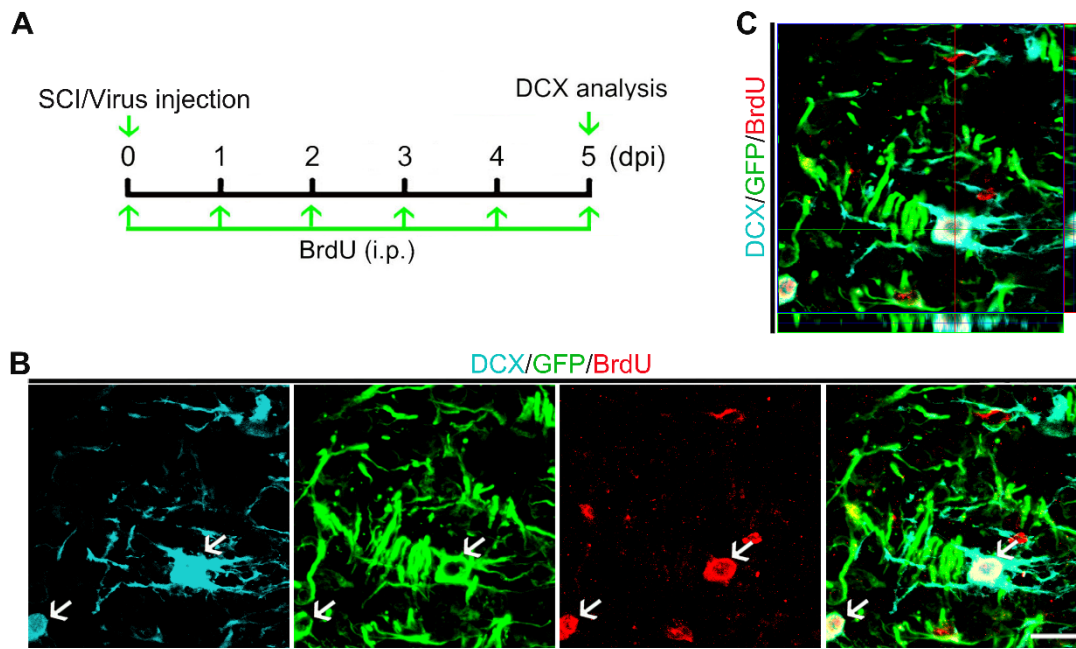 A
SCI/Virus injection
DCX analysis
0 1 2 3 4 5 (dpi)
BrdU (i.p.)
C
DCX/GFP/BrdU
B
DCX/GFP/BrdU